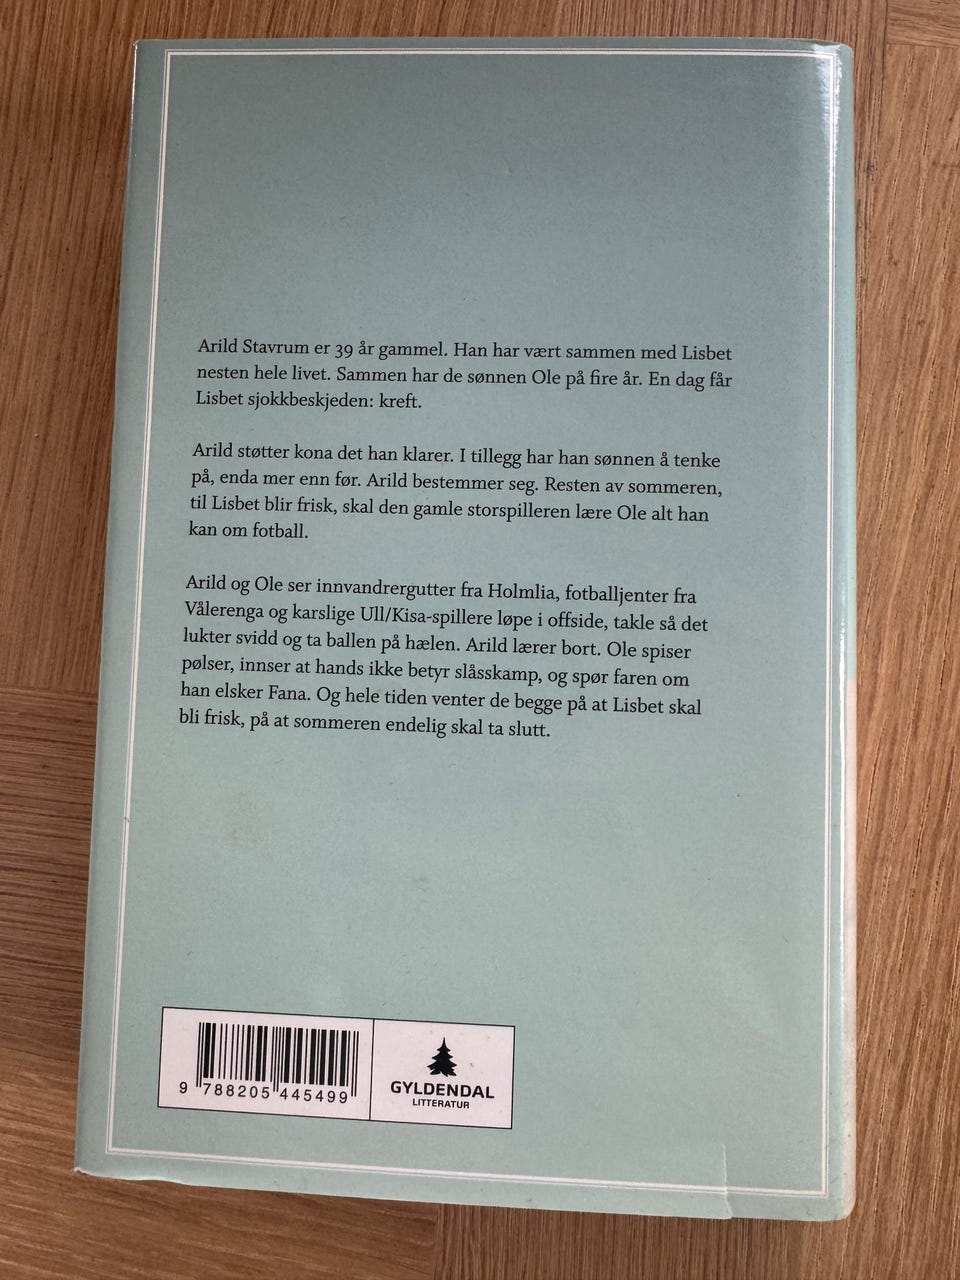 Arild Stavrum er 39 år gammel. Han har vært sammen med Lisbet
nesten hele livet. Sammen har de sønnen Ole på fire år. En dag får
Lisbet sjokkbeskjeden: kreft.
Arild støtter kona det han klarer. I tillegg har han sønnen å tenke
på, enda mer enn før. Arild bestemmer seg. Resten av sommeren,
til Lisbet blir frisk, skal den gamle storspilleren lære Ole alt han
kan om fotball.
Arild og Ole ser innvandrergutter fra Holmlia, fotballjenter fra
Vålerenga og karslige Ull/Kisa-spillere løpe i offside, takle så det
lukter svidd og ta ballen på hælen. Arild lærer bort. Ole spiser
pølser, innser at hands ikke betyr slåsskamp, og spør faren om
han elsker Fana. Og hele tiden venter de begge på at Lisbet skal
bli frisk, på at sommeren endelig skal ta slutt.
9 788205 445499
GYLDENDAL
LITTERATUR